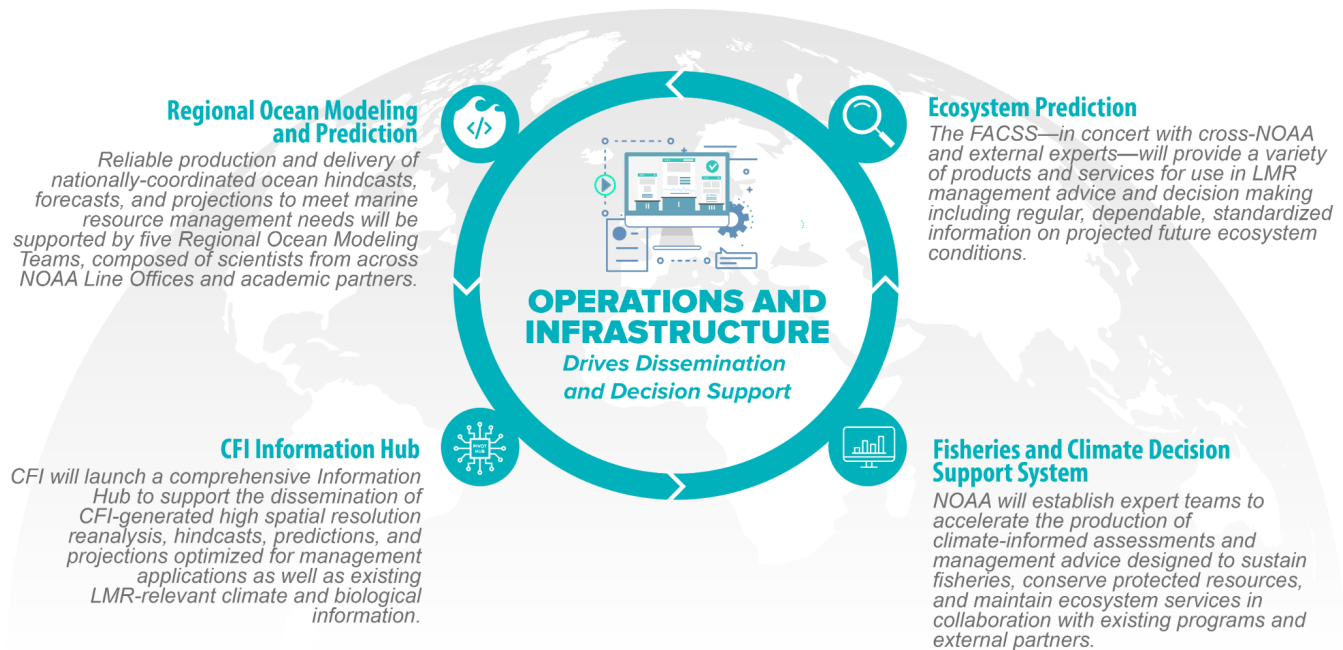 Regional Ocean Modeling
and Prediction
Reliable production and delivery of
nationally-coordinated ocean hindcasts,
forecasts, and projections to meet marine
resource management needs will be
supported by five Regional Ocean Modeling
Teams, composed of scientists from across
NOAA Line Offices and academic partners.
</>
Ecosystem Prediction
The FACSS—in concert with cross-NOAA
and external experts—will provide a variety
of products and services for use in LMR
management advice and decision making
including regular, dependable, standardized
information on projected future ecosystem
conditions.
OPERATIONS AND
INFRASTRUCTURE
Drives Dissemination
and Decision Support
CFI Information Hub
CFI will launch a comprehensive Information
Hub to support the dissemination of
CFI-generated high spatial resolution
reanalysis, hindcasts, predictions, and
projections optimized for management
applications as well as existing
LMR-relevant climate and biological
information.
PIVOT
HUB
Fisheries and Climate Decision
Support System
NOAA will establish expert teams to
accelerate the production of
climate-informed assessments and
management advice designed to sustain
fisheries, conserve protected resources,
and maintain ecosystem services in
collaboration with existing programs and
external partners.